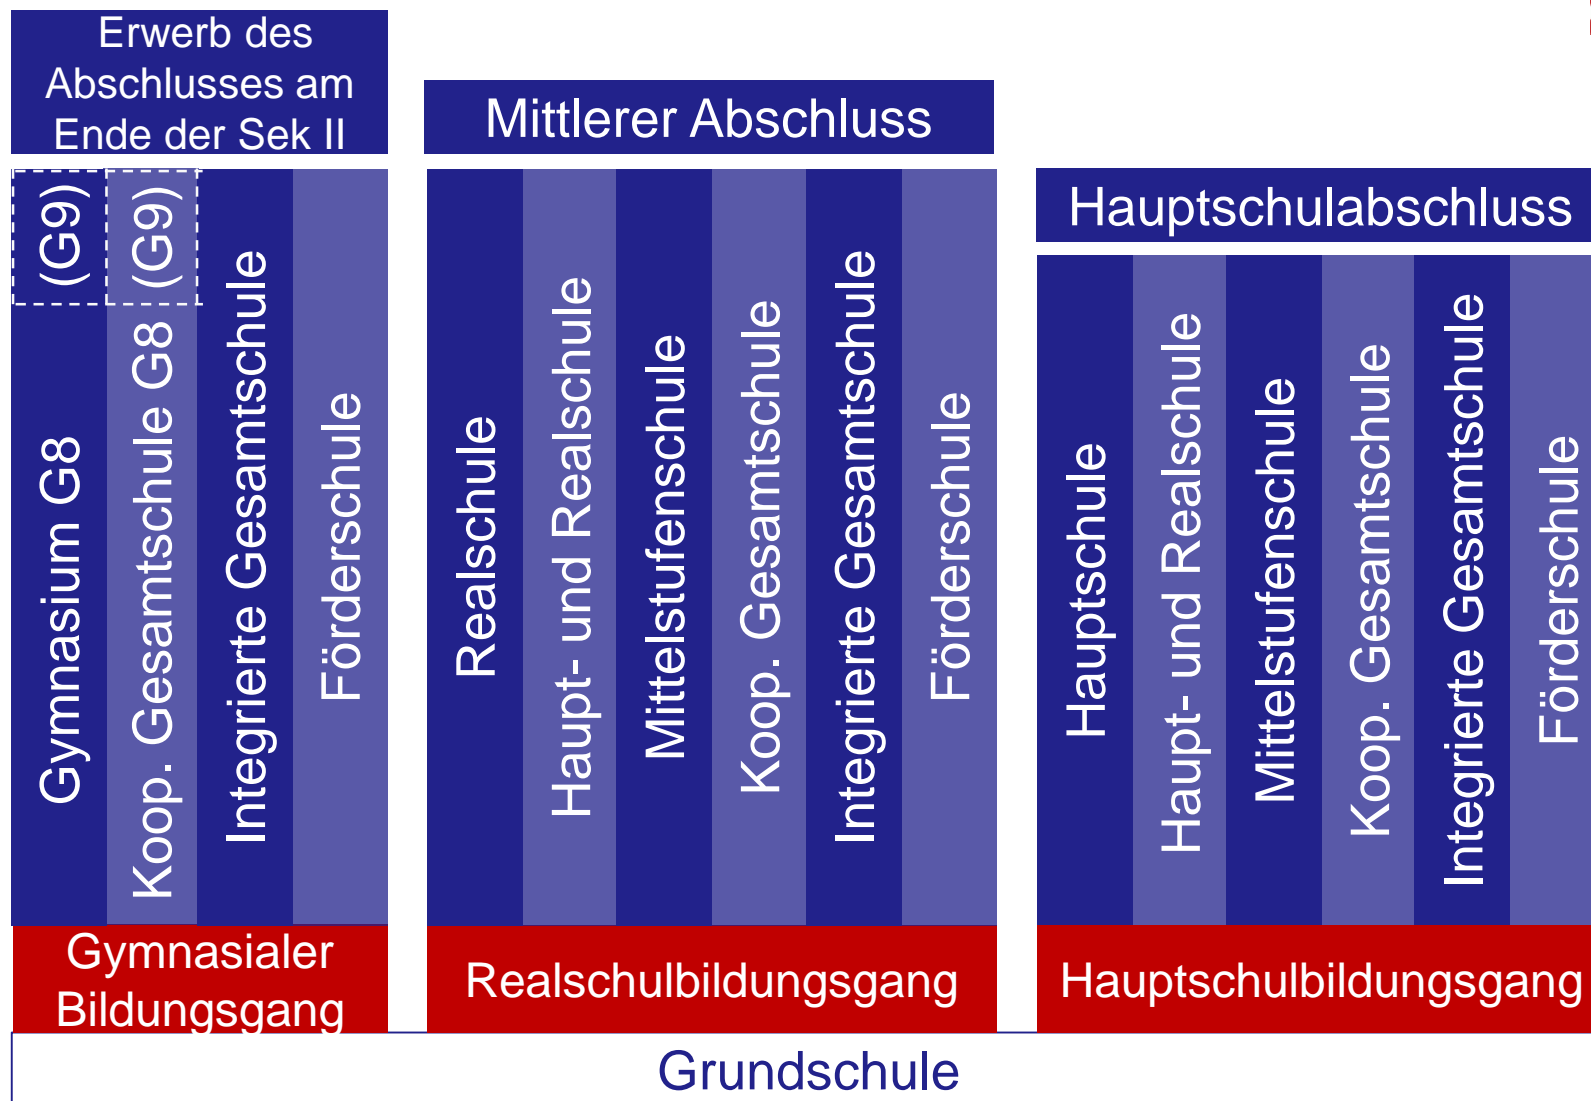 Erwerb des
Abschlusses am
Ende der Sek II
Mittlerer Abschluss
Hauptschulabschluss
Gymnasium G8 (G9)
Koop. Gesamtschule G8 (G9)
Integrierte Gesamtschule
Förderschule
Realschule
Haupt- und Realschule
Mittelstufenschule
Koop. Gesamtschule
Integrierte Gesamtschule
Förderschule
Hauptschule
Haupt- und Realschule
Mittelstufenschule
Koop. Gesamtschule
Integrierte Gesamtschule
Förderschule
Gymnasialer
Bildungsgang
Realschulbildungsgang
Hauptschulbildungsgang
Grundschule